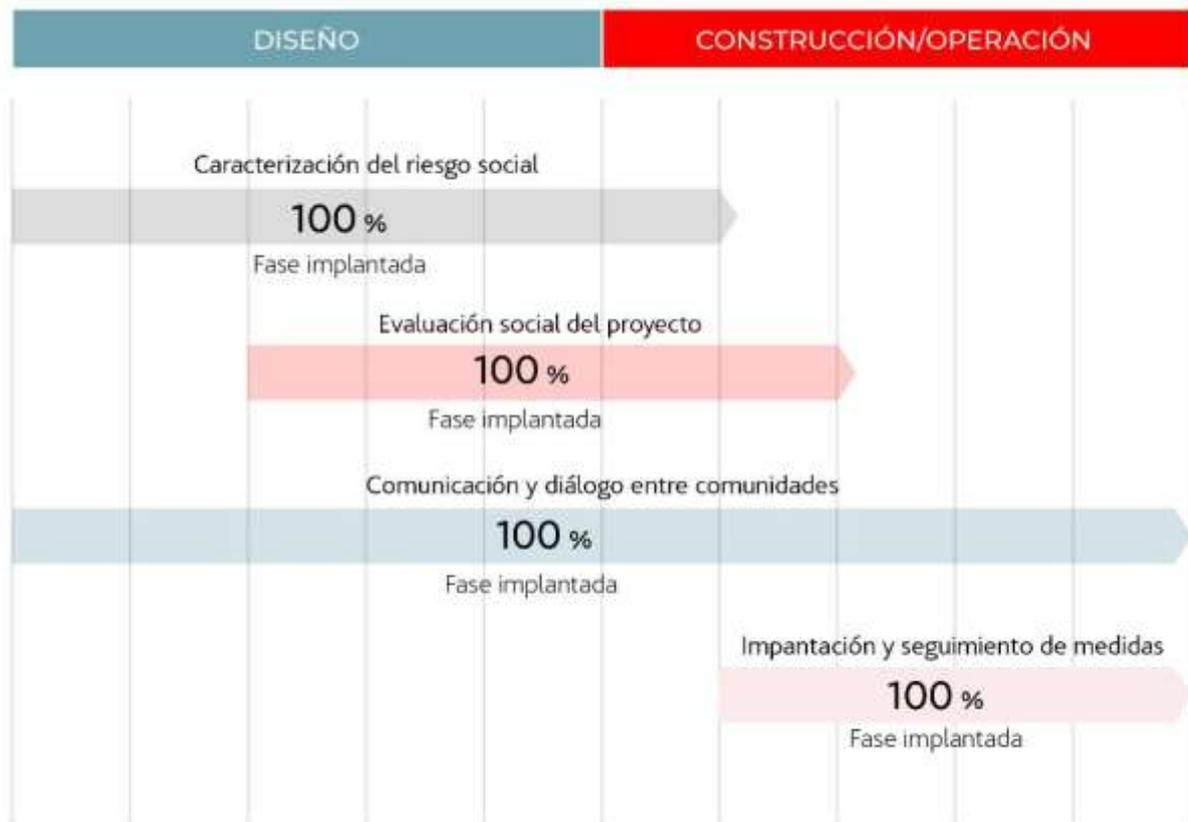 DISEÑO
CONSTRUCCIÓN/OPERACIÓN
Caracterización del riesgo social
100 %
Fase implantada
Evaluación social del proyecto
100 %
Fase implantada
Comunicación y diálogo entre comunidades
100 %
Fase implantada
Impantación y seguimiento de medidas
100 %
Fase implantada